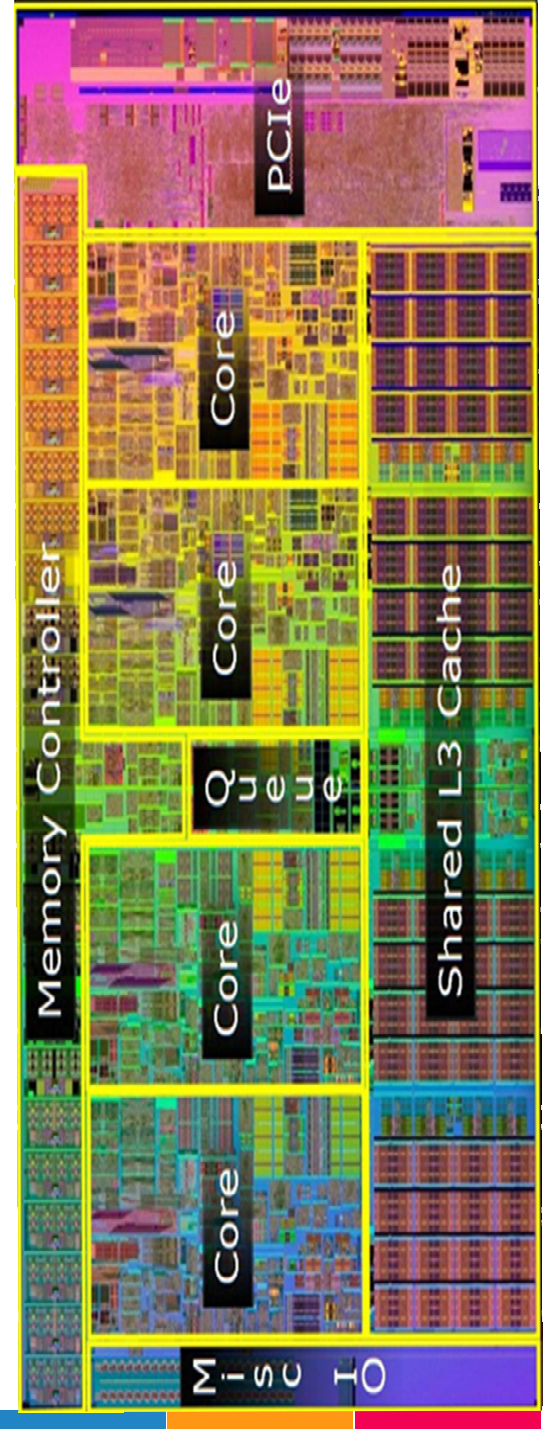 PCIe
Core
Core
Memory Controller
Queue
Shared L3 Cache
Core
Core
Misc IO